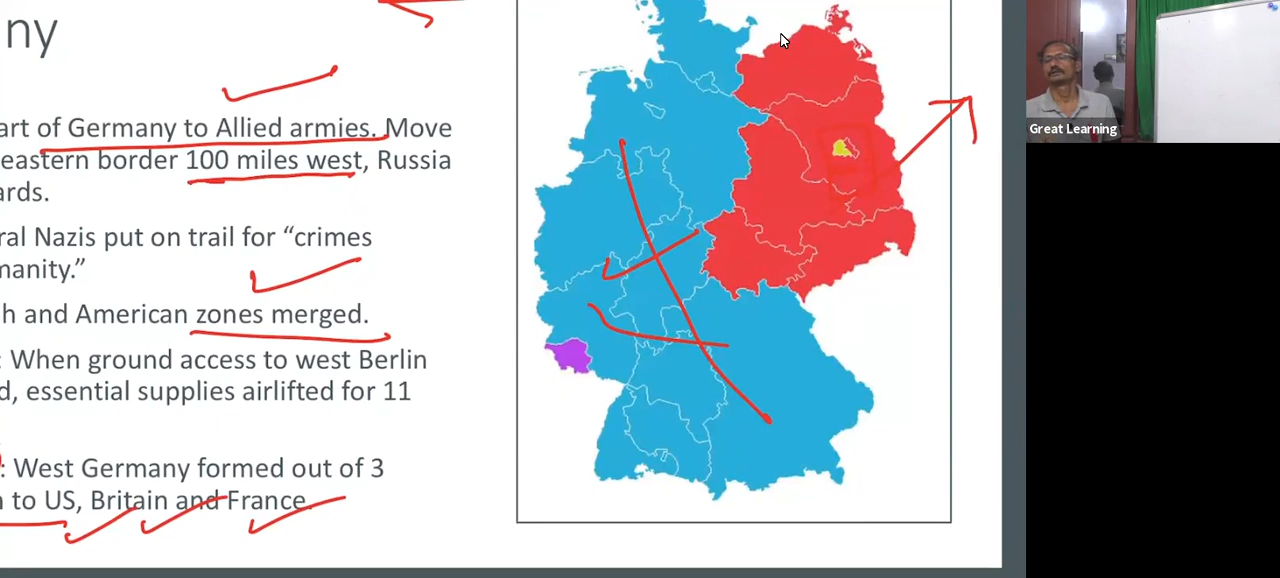 ny
art of Germany to Allied armies. Move
eastern border 100 miles west, Russia
ards.
ral Nazis put on trail for “crimes
manity.”
h and American zones merged.
: When ground access to west Berlin
d, essential supplies airlifted for 11
: West Germany formed out of 3
n to US, Britain and France.
Great Learning